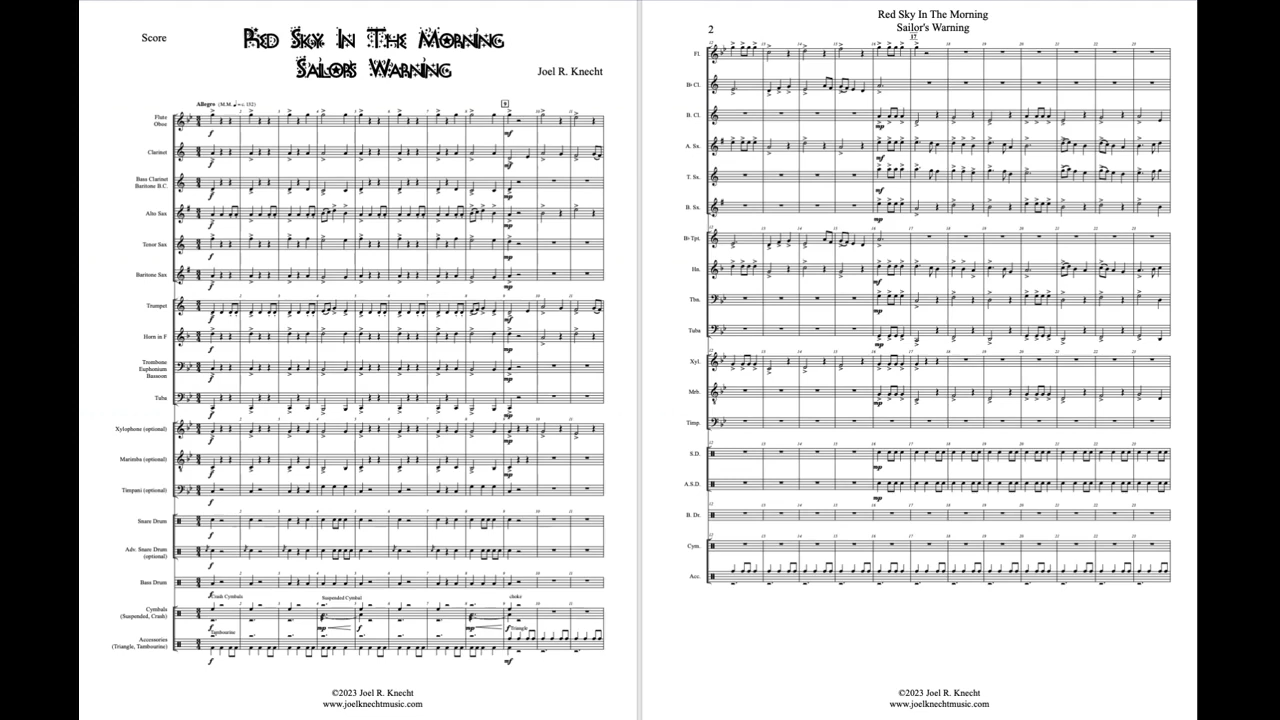 Score
Red Sky In The Morning
Sailor's Warning
Joel R. Knecht
Allegro (M.M. ♩ = c. 152)
9
Flute
Oboe
Clarinet
Bass Clarinet
Baritone B.C.
Alto Sax
Tenor Sax
Baritone Sax
Trumpet
Horn in F
Trombone
Euphonium
Bassoon
Tuba
Xylophone (optional)
Marimba (optional)
Timpani (optional)
Snare Drum
Adv. Snare Drum
(optional)
Bass Drum
Crash Cymbals
Suspended Cymbal
choke
Cymbals
(Suspended, Crash)
Tambourine
Triangle
Accessories
(Triangle, Tambourine)
©2023 Joel R. Knecht
www.joelknechtmusic.com
2
Red Sky In The Morning
Sailor's Warning
17
Fl.
B♭ Cl.
B. Cl.
A. Sx.
T. Sx.
B. Sx.
B♭ Tpt.
Hn.
Tbn.
Tuba
Xyl.
Mrb.
Timp.
S.D.
A.S.D.
B. Dr.
Cym.
Acc.
©2023 Joel R. Knecht
www.joelknechtmusic.com